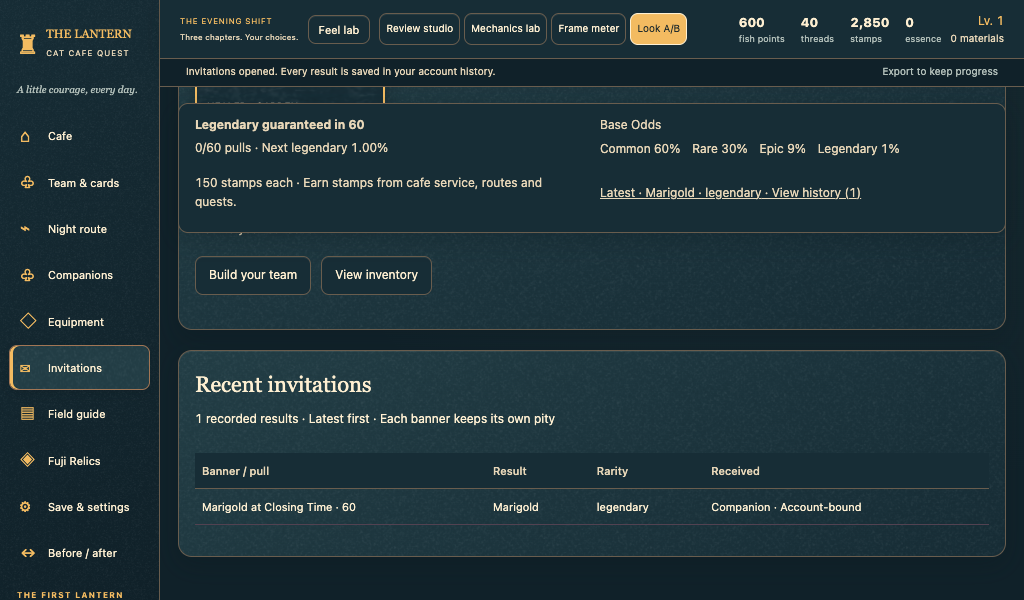 THE LANTERN
CAT CAFE QUEST
A little courage, every day.
Cafe
Team & cards
Night route
Companions
Equipment
Invitations
Field guide
Fuji Relics
Save & settings
Before / after
THE FIRST LANTERN
THE EVENING SHIFT
Three chapters. Your choices.
Feel lab
Review studio
Mechanics lab
Frame meter
Look A/B
600
fish points
40
threads
2,850
stamps
0
essence
Lv. 1
0 materials
Invitations opened. Every result is saved in your account history.
Export to keep progress
Legendary guaranteed in 60
0/60 pulls · Next legendary 1.00%
150 stamps each · Earn stamps from cafe service, routes and
quests.
Base Odds
Common 60% Rare 30% Epic 9% Legendary 1%
Latest · Marigold · legendary · View history (1)
Build your team
View inventory
Recent invitations
1 recorded results · Latest first · Each banner keeps its own pity
Banner / pull Result Rarity Received
Marigold at Closing Time · 60 Marigold legendary Companion · Account-bound